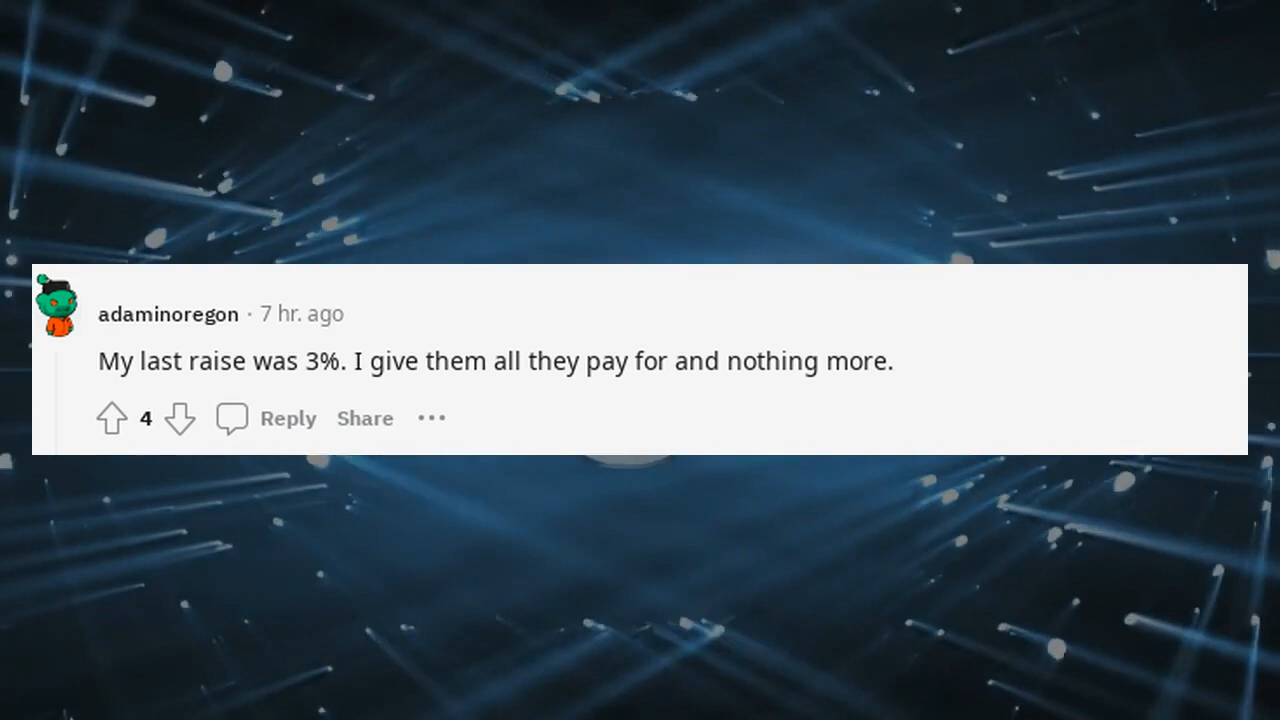 adaminoregon · 7 hr. ago
My last raise was 3%. I give them all they pay for and nothing more.
4 Reply Share ···